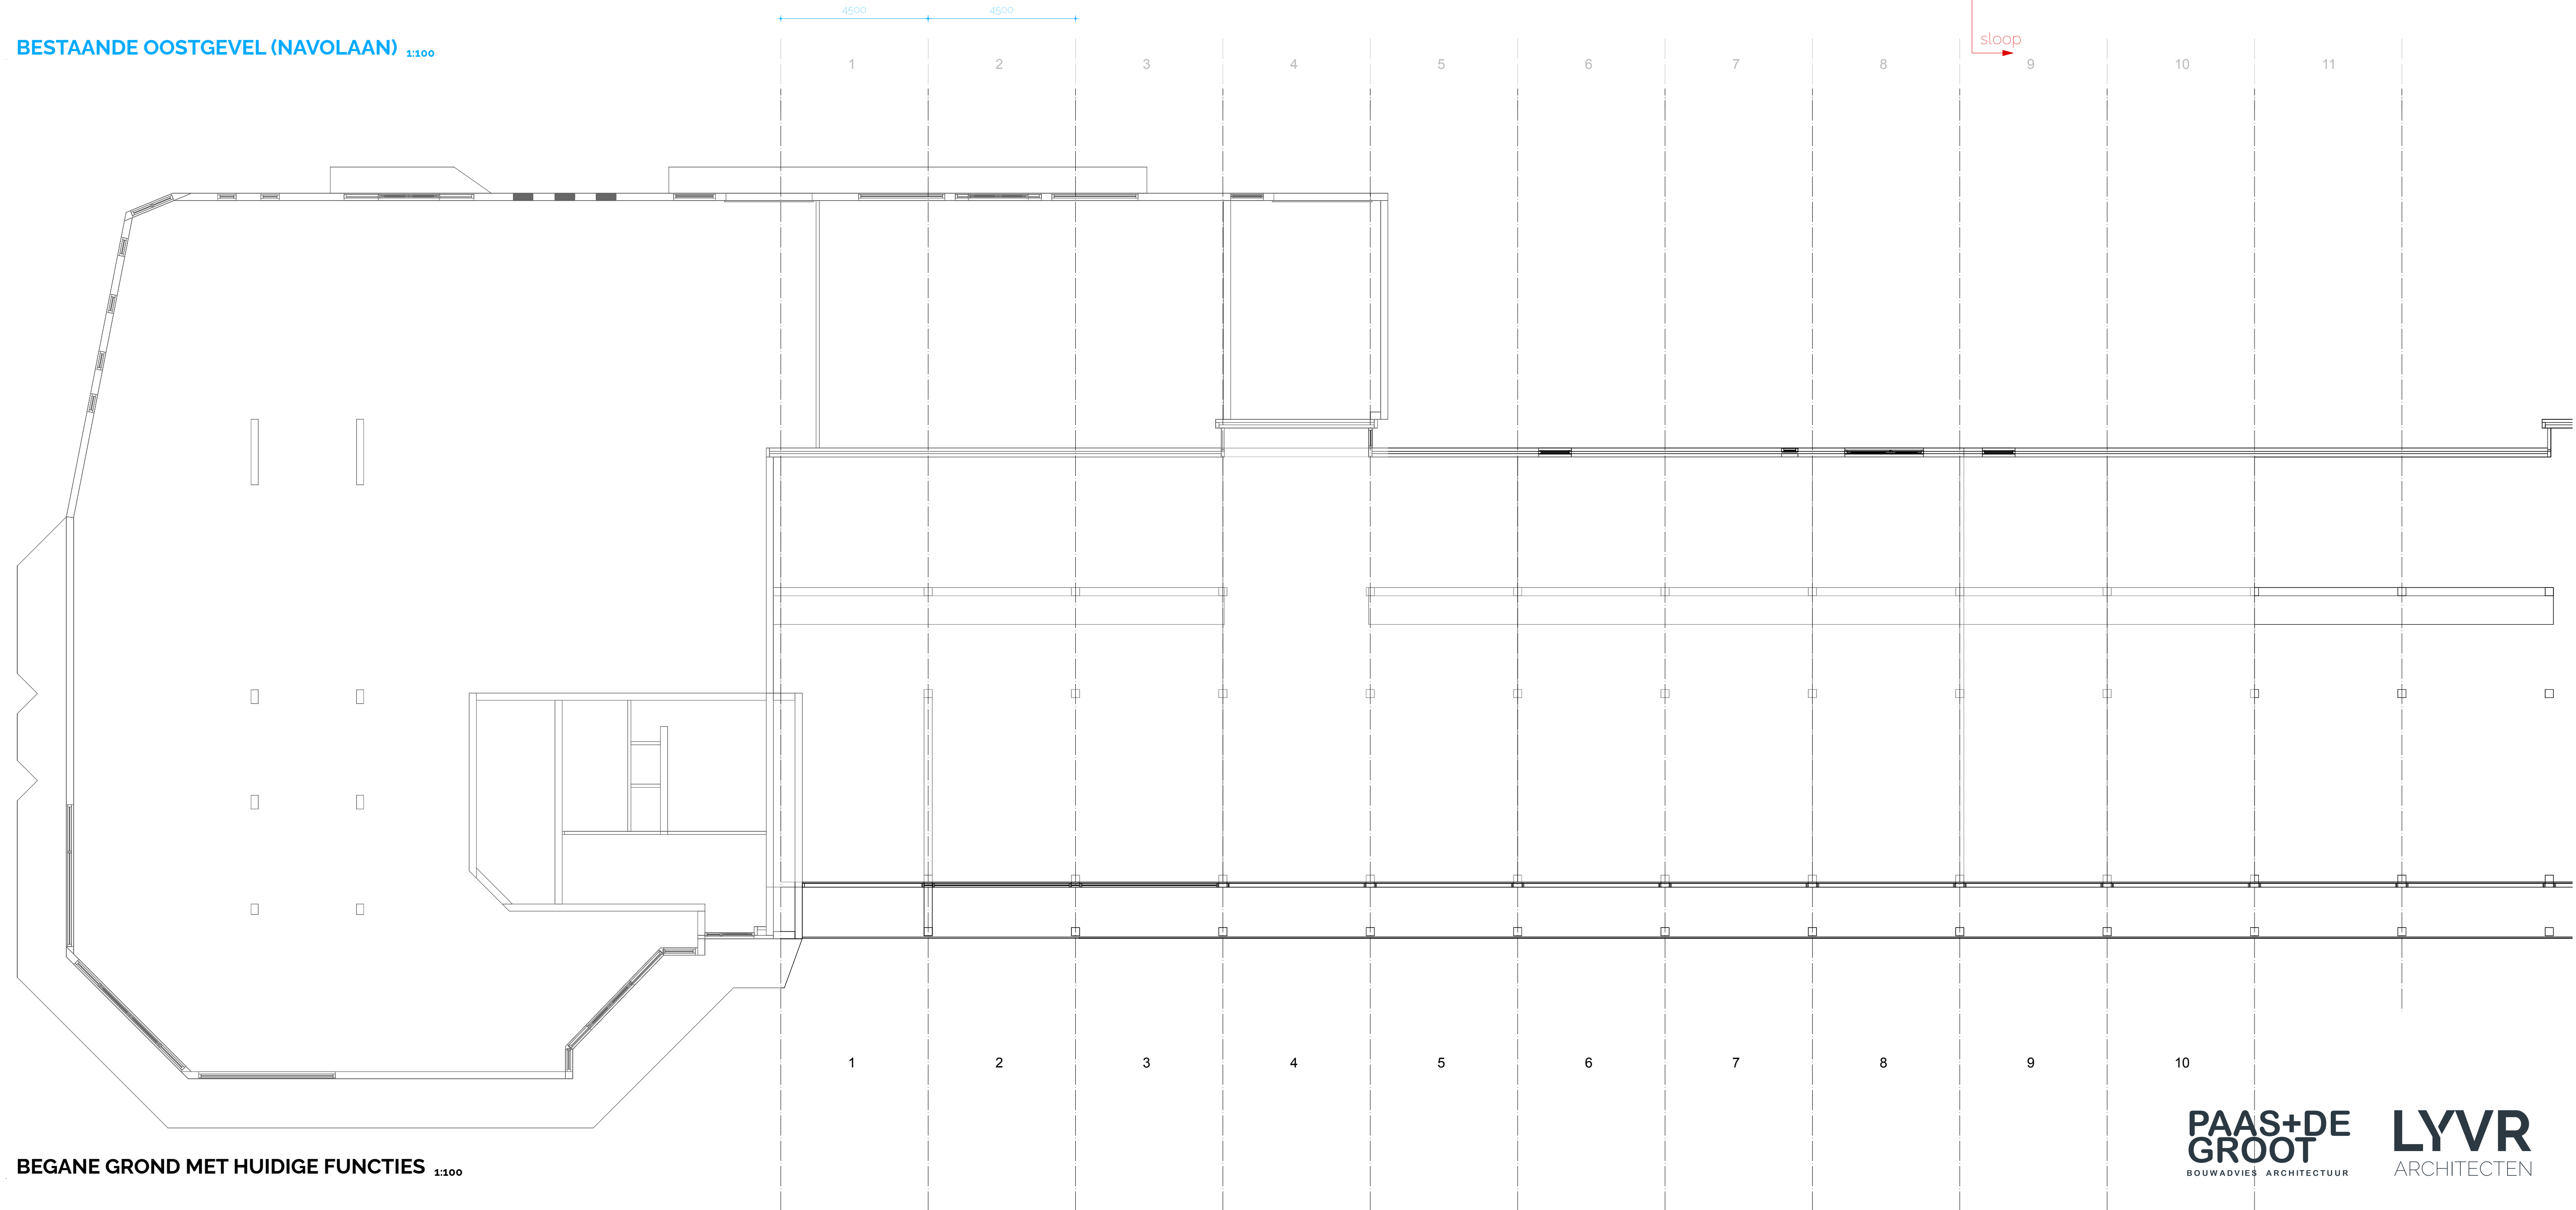 4500 4500
BESTAANDE OOSTGEVEL (NAVOLAAN) 1:100
sloop
1 2 3 4 5 6 7 8 9 10 11
1 2 3 4 5 6 7 8 9 10
BEGANE GROND MET HUIDIGE FUNCTIES 1:100
PAAS+DE
GROOT
BOUWADVIES ARCHITECTUUR
LYVR
ARCHITECTEN